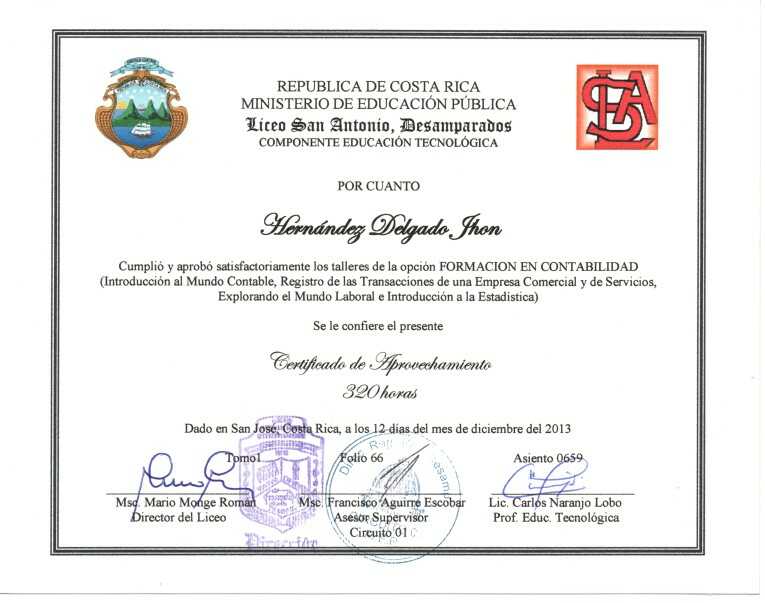 REPUBLICA DE COSTA RICA
MINISTERIO DE EDUCACIÓN PÚBLICA
Liceo San Antonio, Desamparados
COMPONENTE EDUCACIÓN TECNOLÓGICA
POR CUANTO
Hernández Delgado Jhon
Cumplió y aprobó satisfactoriamente los talleres de la opción FORMACION EN CONTABILIDAD
(Introducción al Mundo Contable, Registro de las Transacciones de una Empresa Comercial y de Servicios,
Explorando el Mundo Laboral e Introducción a la Estadística)
Se le confiere el presente
Certificado de Aprovechamiento
320 horas
Dado en San José, Costa Rica, a los 12 días del mes de diciembre del 2013
Tomo1 Folio 66 Asiento 0659
Msc. Mario Monge Román Msc. Francisco Aguirre Escobar Lic. Carlos Naranjo Lobo
Director del Liceo Asesor Supervisor Prof. Educ. Tecnológica
Circuito 01
Dirección